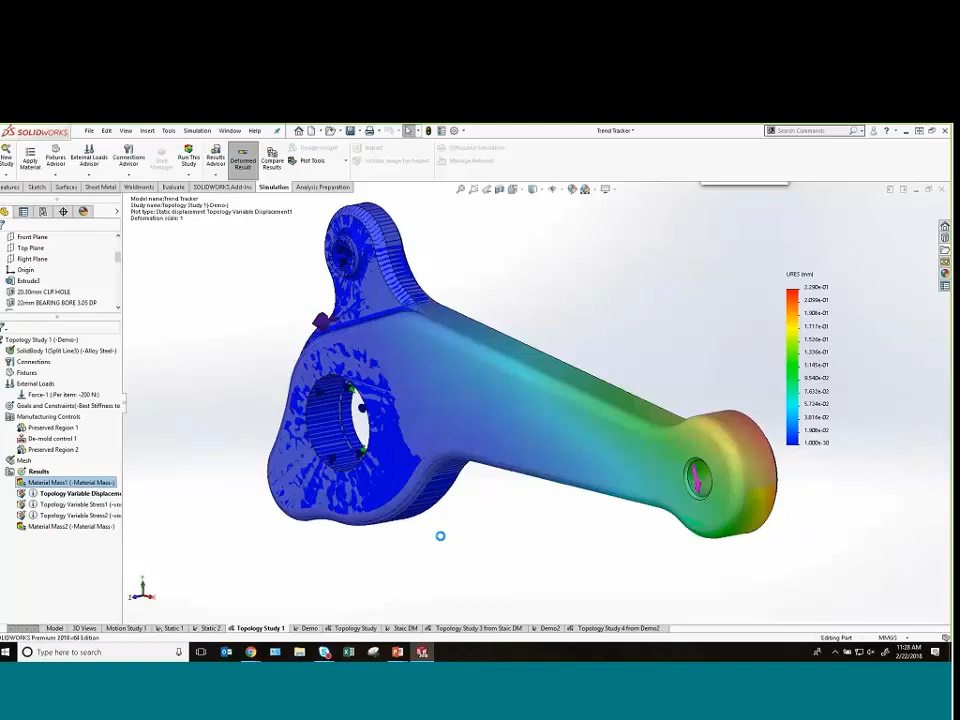 SOLIDWORKS File Edit View Insert Tools Simulation Window Help Trend Tracker * Search Commands
New Study Apply Material Fixtures Advisor External Loads Advisor Connections Advisor Shell Manager Run This Study Results Advisor Deformed Result Compare Results Design Insight Plot Tools Report Include Image for Report Offloaded Simulation Manage Network
Features Sketch Surfaces Sheet Metal Weldments Evaluate SOLIDWORKS Add-Ins Simulation Analysis Preparation
Model name:Trend Tracker
Study name:Topology Study 1(-Demo-)
Plot type: Static displacement Topology Variable Displacement1
Deformation scale: 1
Front Plane
Top Plane
Right Plane
Origin
Extrude3
20.30mm CLR HOLE
22mm BEARING BORE 3.05 DP
Topology Study 1 (-Demo-)
SolidBody 1(Split Line3) (-Alloy Steel-)
Connections
Fixtures
External Loads
Force-1 (:Per item: -200 N:)
Goals and Constraints(-Best Stiffness to
Manufacturing Controls
Preserved Region 1
De-mold control 1
Preserved Region 2
Mesh
Results
Material Mass1 (-Material Mass-)
Topology Variable Displacem
Topology Variable Stress1 (-vo
Topology Variable Stress2 (-vo
Material Mass2 (-Material Mass-)
URES (mm)
2.290e-01
2.099e-01
1.908e-01
1.717e-01
1.526e-01
1.336e-01
1.145e-01
9.540e-02
7.632e-02
5.724e-02
3.816e-02
1.908e-02
1.000e-30
Model 3D Views Motion Study 1 Static 1 Static 2 Topology Study 1 Demo Topology Study Staic DM Topology Study 3 from Staic DM Demo2 Topology Study 4 from Demo2
OLIDWORKS Premium 2018 x64 Edition Editing Part MMGS
Type here to search
11:28 AM
2/22/2018